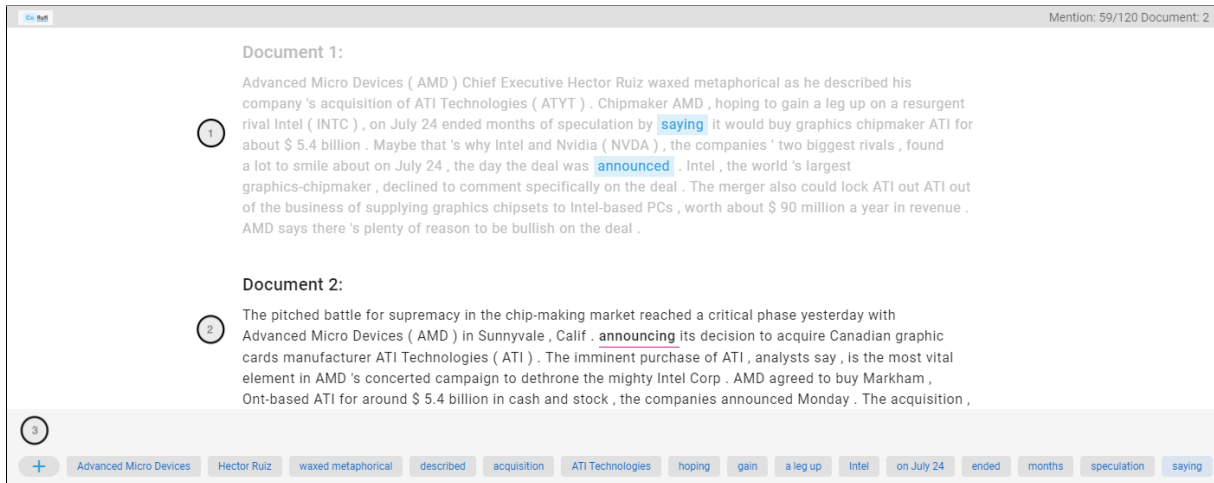 Co Refi Mention: 59/120 Document: 2
Document 1:
Advanced Micro Devices ( AMD ) Chief Executive Hector Ruiz waxed metaphorical as he described his
company 's acquisition of ATI Technologies ( ATYT ) . Chipmaker AMD , hoping to gain a leg up on a resurgent
1
rival Intel ( INTC ) , on July 24 ended months of speculation by saying it would buy graphics chipmaker ATI for
about $ 5.4 billion . Maybe that 's why Intel and Nvidia ( NVDA ) , the companies ' two biggest rivals , found
a lot to smile about on July 24 , the day the deal was announced . Intel , the world 's largest
graphics-chipmaker , declined to comment specifically on the deal . The merger also could lock ATI out ATI out
of the business of supplying graphics chipsets to Intel-based PCs , worth about $ 90 million a year in revenue .
AMD says there 's plenty of reason to be bullish on the deal .
Document 2:
The pitched battle for supremacy in the chip-making market reached a critical phase yesterday with
2
Advanced Micro Devices ( AMD ) in Sunnyvale , Calif . announcing its decision to acquire Canadian graphic
cards manufacturer ATI Technologies ( ATI ) . The imminent purchase of ATI , analysts say , is the most vital
element in AMD 's concerted campaign to dethrone the mighty Intel Corp . AMD agreed to buy Markham ,
Ont-based ATI for around $ 5.4 billion in cash and stock , the companies announced Monday . The acquisition ,
3
+ Advanced Micro Devices Hector Ruiz waxed metaphorical described acquisition ATI Technologies hoping gain a leg up Intel on July 24 ended months speculation saying